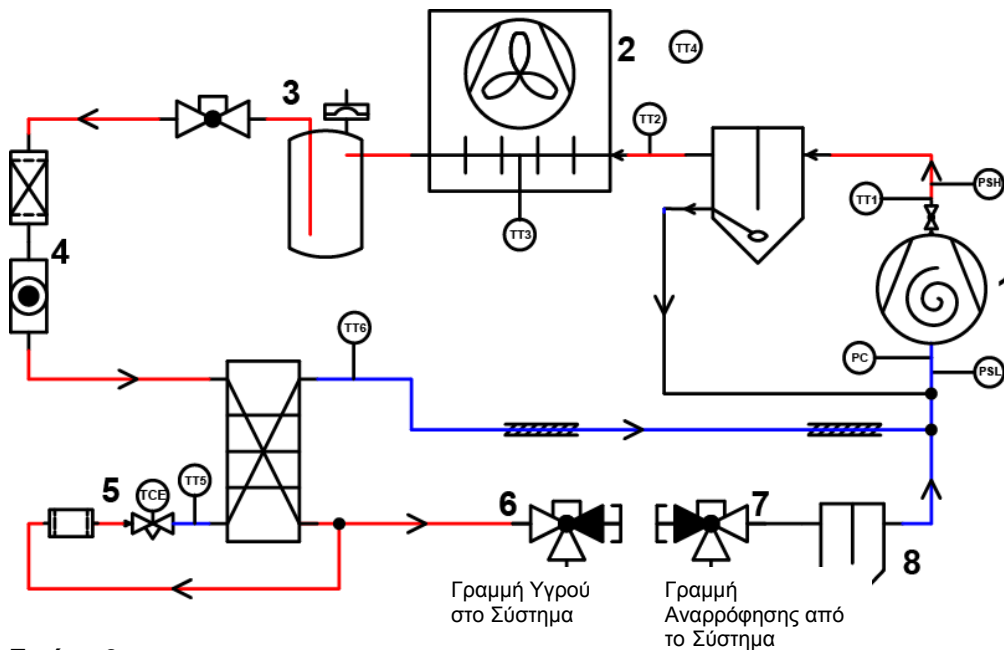 2
TT4
3
TT2
PSH
TT1
TT3
4
1
TT6
PC
PSL
5
TCE
TT5
6
7
8
Γραμμή Υγρού
στο Σύστημα
Γραμμή
Αναρρόφησης από
το Σύστημα